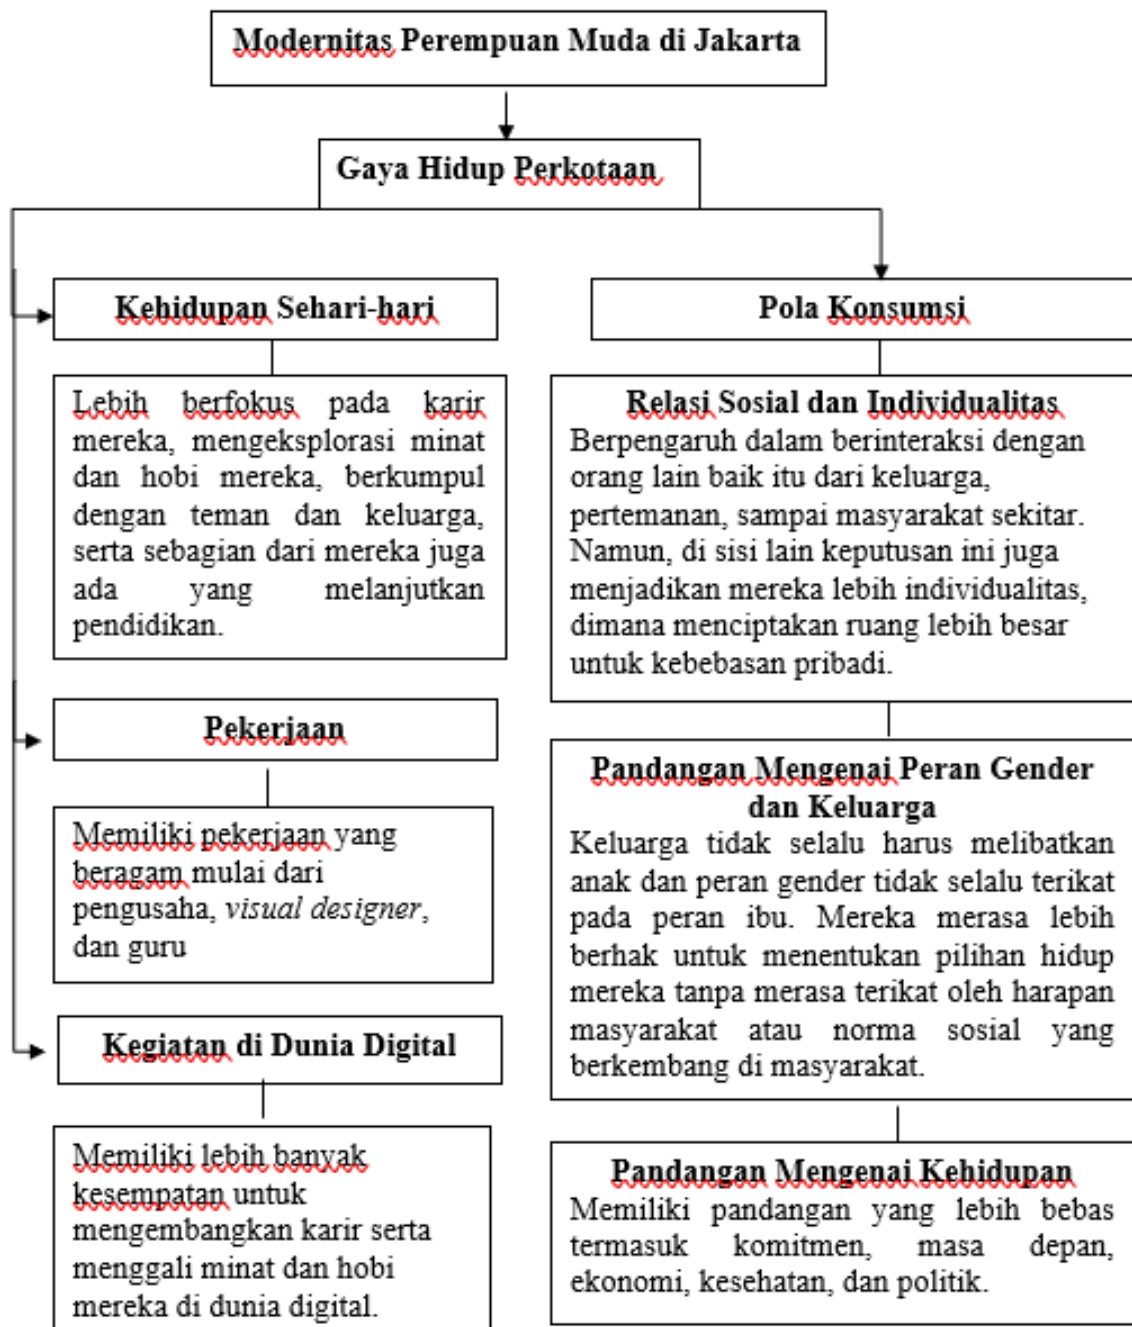 Modernitas Perempuan Muda di Jakarta
Gaya Hidup Perkotaan
Kehidupan Sehari-hari
Lebih berfokus pada karir
mereka, mengeksplorasi minat
dan hobi mereka, berkumpul
dengan teman dan keluarga,
serta sebagian dari mereka juga
ada yang melanjutkan
pendidikan.
Pekerjaan
Memiliki pekerjaan yang
beragam mulai dari
pengusaha, visual designer,
dan guru
Kegiatan di Dunia Digital
Memiliki lebih banyak
kesempatan untuk
mengembangkan karir serta
menggali minat dan hobi
mereka di dunia digital.
Pola Konsumsi
Relasi Sosial dan Individualitas
Berpengaruh dalam berinteraksi dengan
orang lain baik itu dari keluarga,
pertemanan, sampai masyarakat sekitar.
Namun, di sisi lain keputusan ini juga
menjadikan mereka lebih individualitas,
dimana menciptakan ruang lebih besar
untuk kebebasan pribadi.
Pandangan Mengenai Peran Gender
dan Keluarga
Keluarga tidak selalu harus melibatkan
anak dan peran gender tidak selalu terikat
pada peran ibu. Mereka merasa lebih
berhak untuk menentukan pilihan hidup
mereka tanpa merasa terikat oleh harapan
masyarakat atau norma sosial yang
berkembang di masyarakat.
Pandangan Mengenai Kehidupan
Memiliki pandangan yang lebih bebas
termasuk komitmen, masa depan,
ekonomi, kesehatan, dan politik.